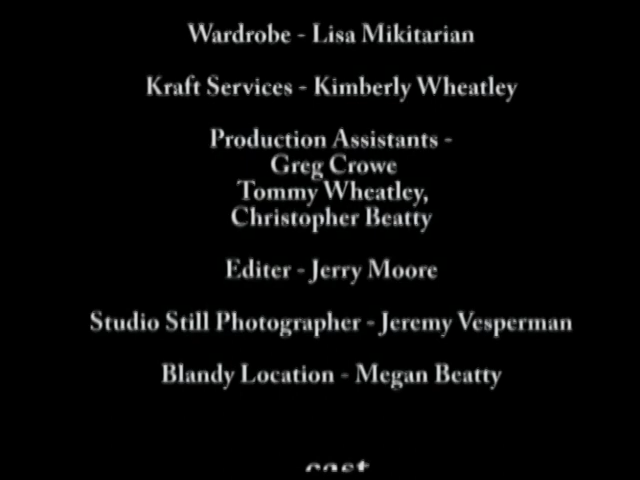 Wardrobe - Lisa Mikitarian
Kraft Services - Kimberly Wheatley
Production Assistants -
Greg Crowe
Tommy Wheatley,
Christopher Beatty
Editer - Jerry Moore
Studio Still Photographer - Jeremy Vesperman
Blandy Location - Megan Beatty
cast